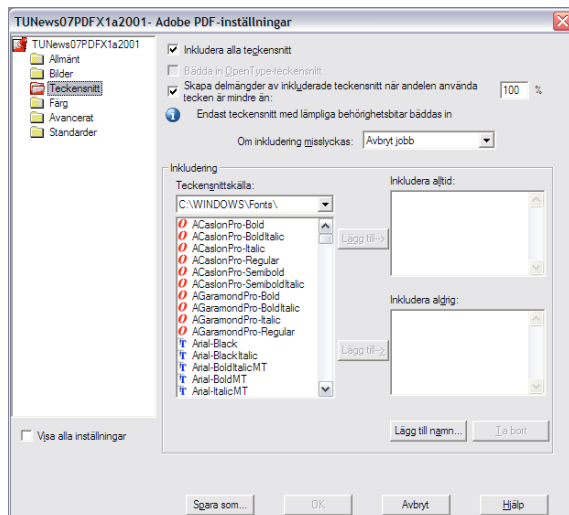 TUNews07PDFX1a2001- Adobe PDF-inställningar
TUNews07PDFX1a2001
Allmänt
Bilder
Teckensnitt
Färg
Avancerat
Standarder
Visa alla inställningar
Inkludera alla teckensnitt
Bädda in OpenType-teckensnitt
Skapa delmängder av inkluderade teckensnitt när andelen använda
tecken är mindre än:
100 %
Endast teckensnitt med lämpliga behörighetsbitar bäddas in
Om inkludering misslyckas: Avbryt jobb
Inkludering
Teckensnittskälla:
C:\WINDOWS\Fonts\
ACaslonPro-Bold
ACaslonPro-BoldItalic
ACaslonPro-Italic
ACaslonPro-Regular
ACaslonPro-Semibold
ACaslonPro-SemiboldItalic
AGaramondPro-Bold
AGaramondPro-BoldItalic
AGaramondPro-Italic
AGaramondPro-Regular
Arial-Black
Arial-BlackItalic
Arial-BoldItalicMT
Arial-BoldMT
Arial-ItalicMT
Lägg till->
Lägg till->
Inkludera alltid:
Inkludera aldrig:
Lägg till namn...
Ta bort
Spara som...
OK
Avbryt
Hjälp